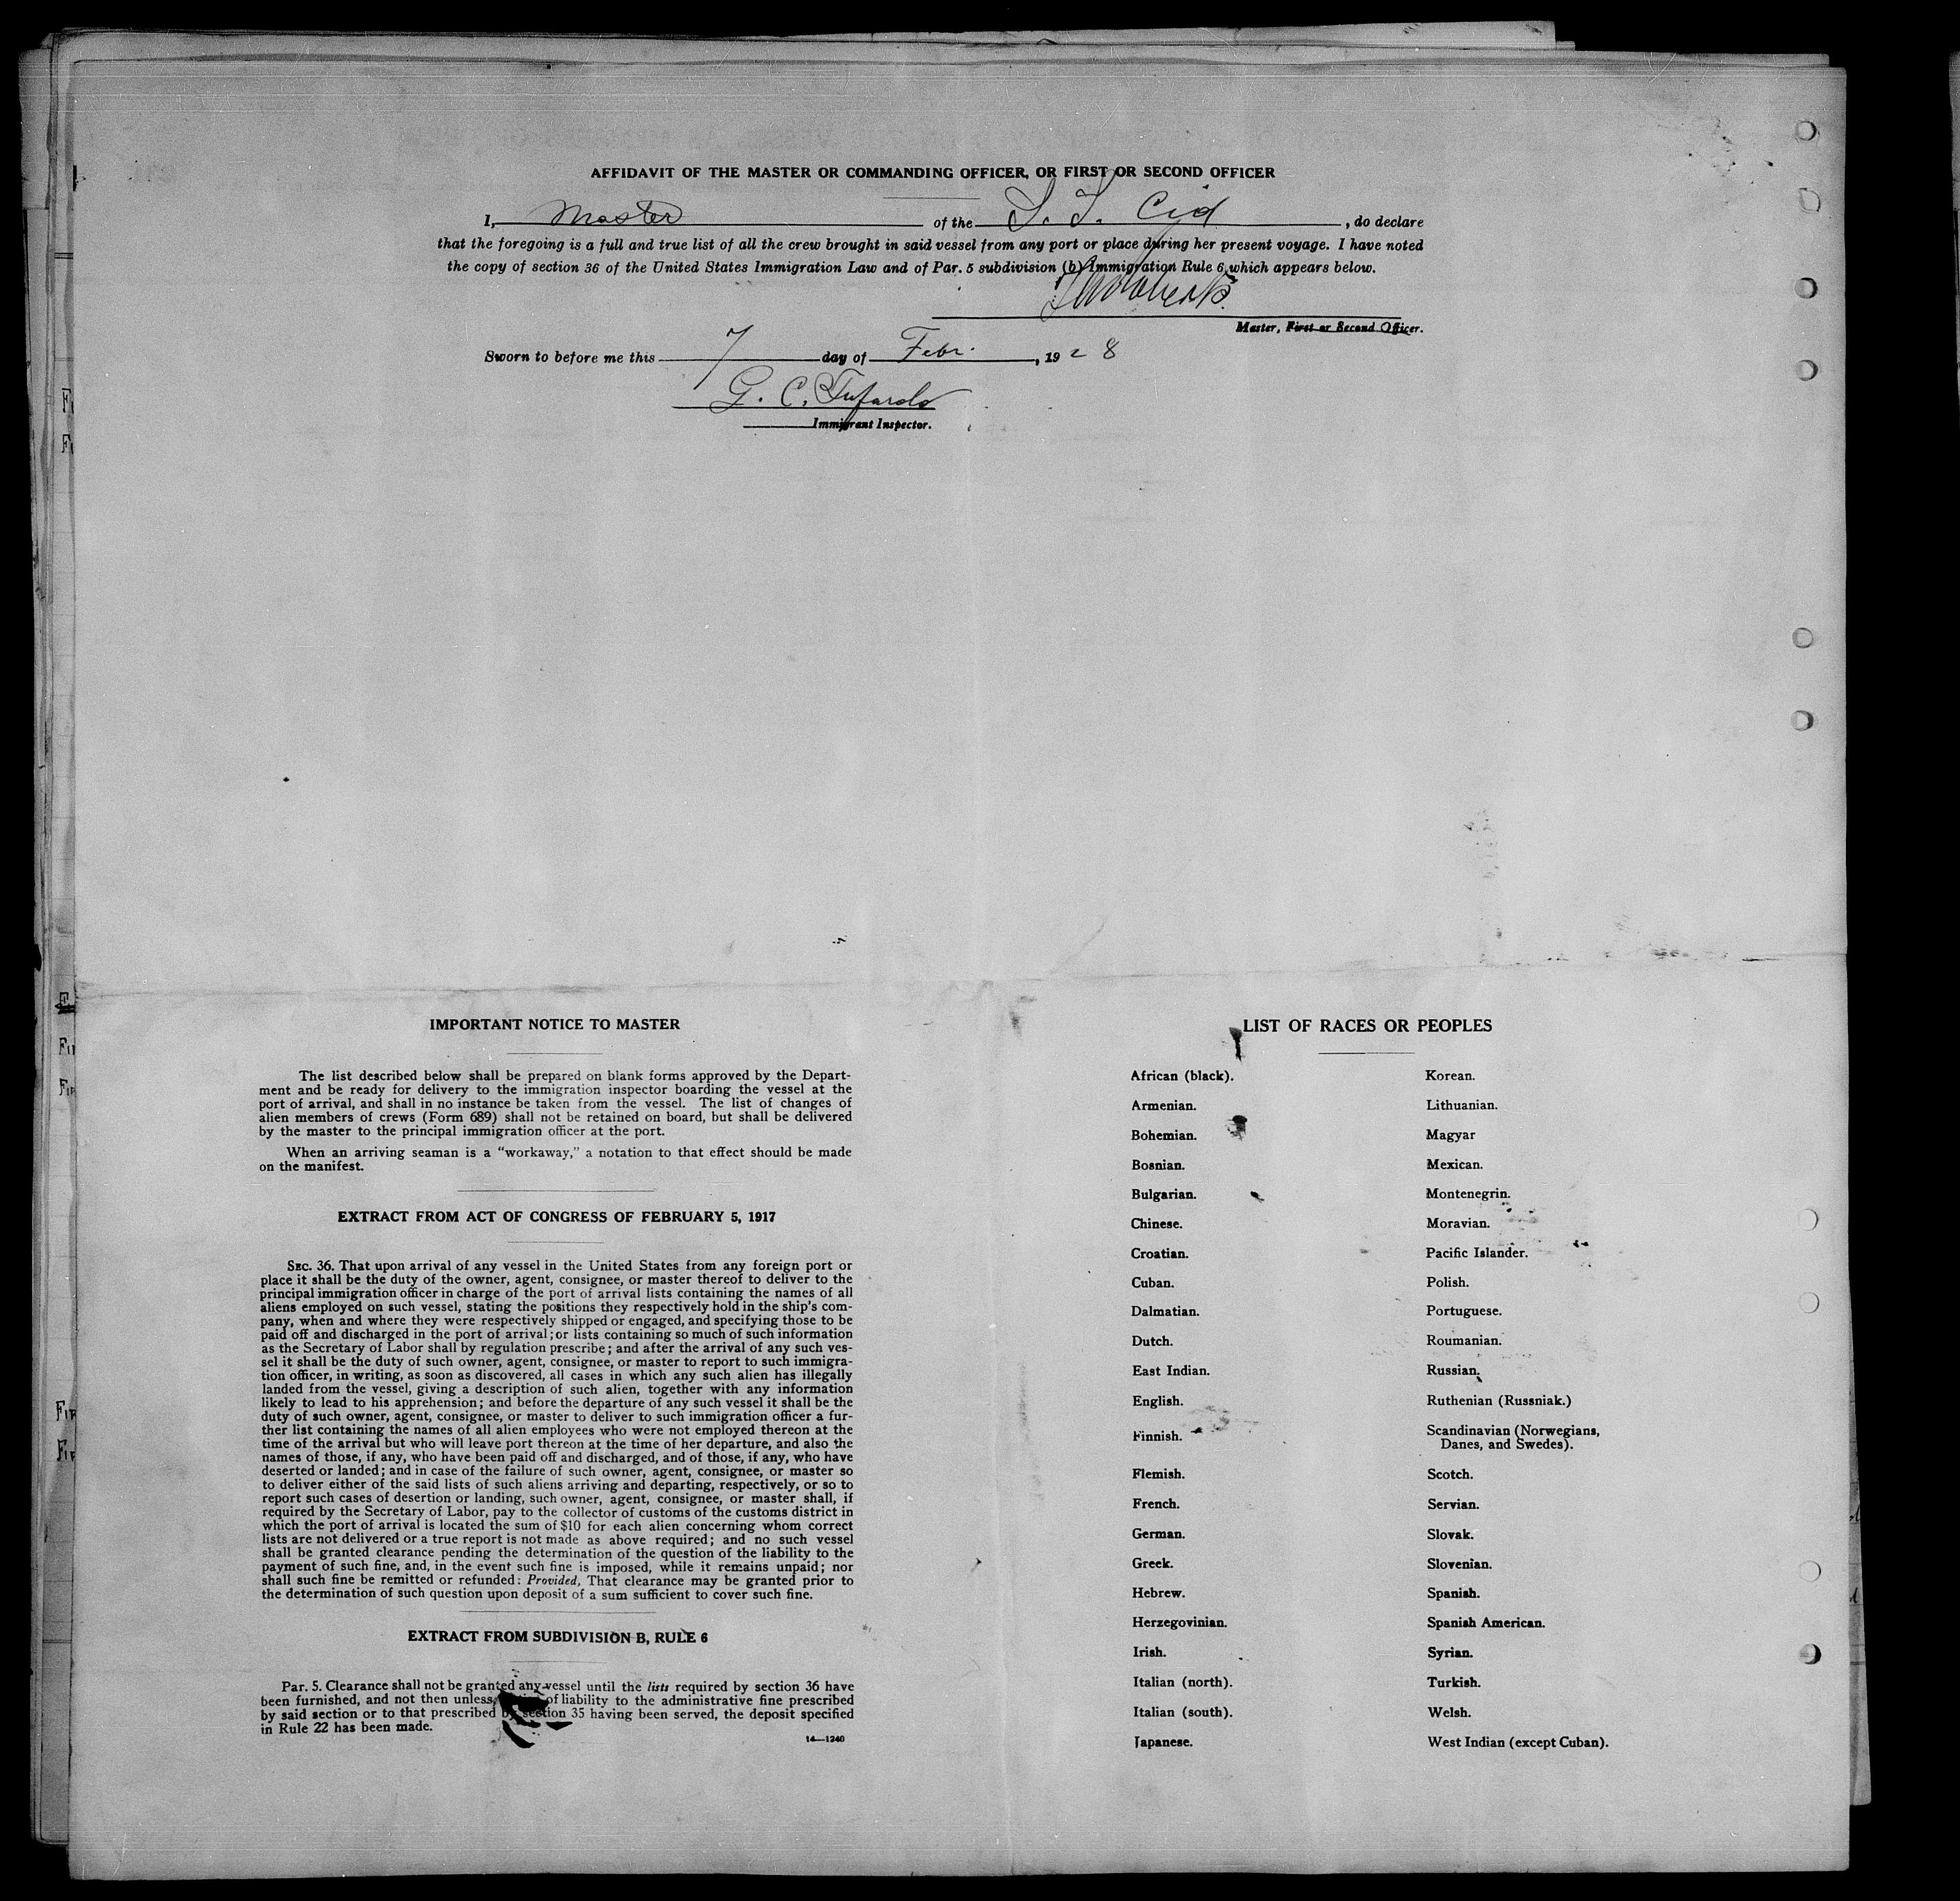 AFFIDAVIT OF THE MASTER OR COMMANDING OFFICER, OR FIRST OR SECOND OFFICER
I, Master of the S. S. Cid, do declare
that the foregoing is a full and true list of all the crew brought in said vessel from any port or place during her present voyage. I have noted
the copy of section 36 of the United States Immigration Law and of Par. 5 subdivision (b) Immigration Rule 6, which appears below.
Master, First or Second Officer.
Sworn to before me this 7 day of Febr., 1928
G. C.
Immigrant Inspector.
IMPORTANT NOTICE TO MASTER
The list described below shall be prepared on blank forms approved by the Depart-
ment and be ready for delivery to the immigration inspector boarding the vessel at the
port of arrival, and shall in no instance be taken from the vessel. The list of changes of
alien members of crews (Form 689) shall not be retained on board, but shall be delivered
by the master to the principal immigration officer at the port.
When an arriving seaman is a "workaway," a notation to that effect should be made
on the manifest.
EXTRACT FROM ACT OF CONGRESS OF FEBRUARY 5, 1917
SEC. 36. That upon arrival of any vessel in the United States from any foreign port or
place it shall be the duty of the owner, agent, consignee, or master thereof to deliver to the
principal immigration officer in charge of the port of arrival lists containing the names of all
aliens employed on such vessel, stating the positions they respectively hold in the ship's com-
pany, when and where they were respectively shipped or engaged, and specifying those to be
paid off and discharged in the port of arrival; or lists containing so much of such information
as the Secretary of Labor shall by regulation prescribe; and after the arrival of any such ves-
sel it shall be the duty of such owner, agent, consignee, or master to report to such immigra-
tion officer, in writing, as soon as discovered, all cases in which any such alien has illegally
landed from the vessel, giving a description of such alien, together with any information
likely to lead to his apprehension; and before the departure of any such vessel it shall be the
duty of such owner, agent, consignee, or master to deliver to such immigration officer a fur-
ther list containing the names of all alien employees who were not employed thereon at the
time of the arrival but who will leave port thereon at the time of her departure, and also the
names of those, if any, who have been paid off and discharged, and of those, if any, who have
deserted or landed; and in case of the failure of such owner, agent, consignee, or master so
to deliver either of the said lists of such aliens arriving and departing, respectively, or so to
report such cases of desertion or landing, such owner, agent, consignee, or master shall, if
required by the Secretary of Labor, pay to the collector of customs of the customs district in
which the port of arrival is located the sum of $10 for each alien concerning whom correct
lists are not delivered or a true report is not made as above required; and no such vessel
shall be granted clearance pending the determination of the question of the liability to the
payment of such fine, and, in the event such fine is imposed, while it remains unpaid; nor
shall such fine be remitted or refunded: Provided, That clearance may be granted prior to
the determination of such question upon deposit of a sum sufficient to cover such fine.
EXTRACT FROM SUBDIVISION B, RULE 6
Par. 5. Clearance shall not be granted any vessel until the lists required by section 36 have
been furnished, and not then unless, of liability to the administrative fine prescribed
by said section or to that prescribed by section 35 having been served, the deposit specified
in Rule 22 has been made.
14—1240
LIST OF RACES OR PEOPLES
African (black).
Armenian.
Bohemian.
Bosnian.
Bulgarian.
Chinese.
Croatian.
Cuban.
Dalmatian.
Dutch.
East Indian.
English.
Finnish.
Flemish.
French.
German.
Greek.
Hebrew.
Herzegovinian.
Irish.
Italian (north).
Italian (south).
Japanese.
Korean.
Lithuanian.
Magyar
Mexican.
Montenegrin.
Moravian.
Pacific Islander.
Polish.
Portuguese.
Roumanian.
Russian.
Ruthenian (Russniak.)
Scandinavian (Norwegians,
Danes, and Swedes).
Scotch.
Servian.
Slovak.
Slovenian.
Spanish.
Spanish American.
Syrian.
Turkish.
Welsh.
West Indian (except Cuban).